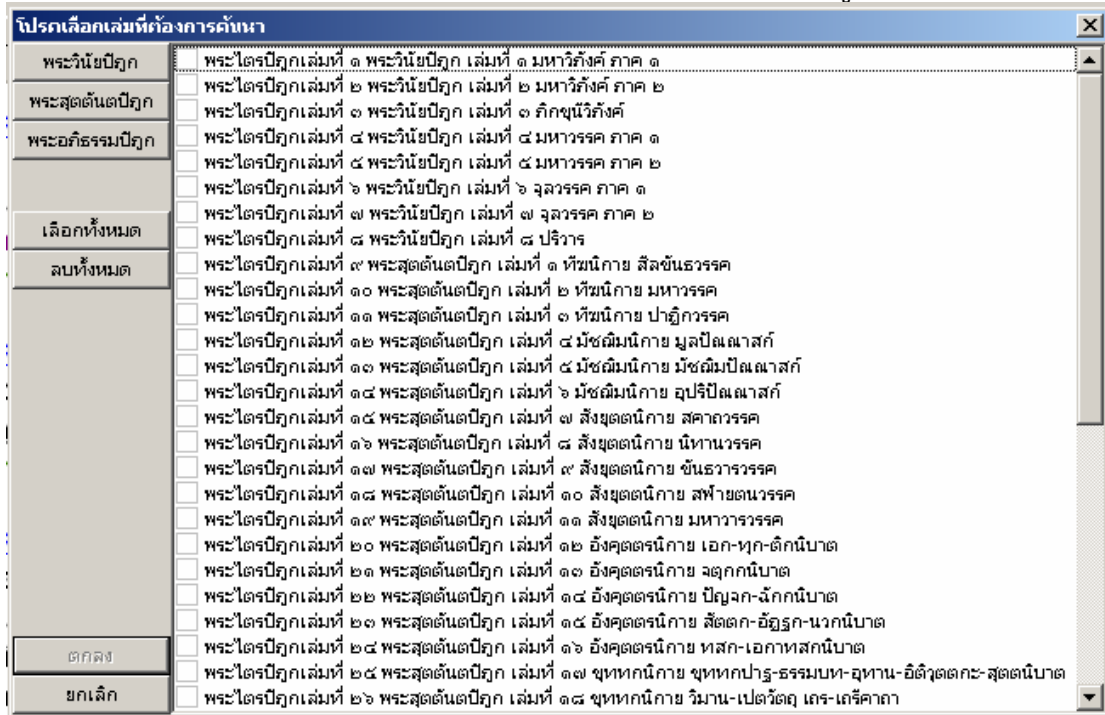 โปรดเลือกเล่มที่ต้องการค้นหา
พระวินัยปิฎก
พระสุตตันตปิฎก
พระอภิธรรมปิฎก
เลือกทั้งหมด
ลบทั้งหมด
ตกลง
ยกเลิก
พระไตรปิฎกเล่มที่ ๑ พระวินัยปิฎก เล่มที่ ๑ มหาวิภังค์ ภาค ๑
พระไตรปิฎกเล่มที่ ๒ พระวินัยปิฎก เล่มที่ ๒ มหาวิภังค์ ภาค ๒
พระไตรปิฎกเล่มที่ ๓ พระวินัยปิฎก เล่มที่ ๓ ภิกขุนีวิภังค์
พระไตรปิฎกเล่มที่ ๔ พระวินัยปิฎก เล่มที่ ๔ มหาวรรค ภาค ๑
พระไตรปิฎกเล่มที่ ๕ พระวินัยปิฎก เล่มที่ ๕ มหาวรรค ภาค ๒
พระไตรปิฎกเล่มที่ ๖ พระวินัยปิฎก เล่มที่ ๖ จุลวรรค ภาค ๑
พระไตรปิฎกเล่มที่ ๗ พระวินัยปิฎก เล่มที่ ๗ จุลวรรค ภาค ๒
พระไตรปิฎกเล่มที่ ๘ พระวินัยปิฎก เล่มที่ ๘ ปริวาร
พระไตรปิฎกเล่มที่ ๙ พระสุตตันตปิฎก เล่มที่ ๑ ทีฆนิกาย สีลขันธวรรค
พระไตรปิฎกเล่มที่ ๑๐ พระสุตตันตปิฎก เล่มที่ ๒ ทีฆนิกาย มหาวรรค
พระไตรปิฎกเล่มที่ ๑๑ พระสุตตันตปิฎก เล่มที่ ๓ ทีฆนิกาย ปาฏิกวรรค
พระไตรปิฎกเล่มที่ ๑๒ พระสุตตันตปิฎก เล่มที่ ๔ มัชฌิมนิกาย มูลปัณณาสก์
พระไตรปิฎกเล่มที่ ๑๓ พระสุตตันตปิฎก เล่มที่ ๕ มัชฌิมนิกาย มัชฌิมปัณณาสก์
พระไตรปิฎกเล่มที่ ๑๔ พระสุตตันตปิฎก เล่มที่ ๖ มัชฌิมนิกาย อุปริปัณณาสก์
พระไตรปิฎกเล่มที่ ๑๕ พระสุตตันตปิฎก เล่มที่ ๗ สังยุตตนิกาย สคาถวรรค
พระไตรปิฎกเล่มที่ ๑๖ พระสุตตันตปิฎก เล่มที่ ๘ สังยุตตนิกาย นิทานวรรค
พระไตรปิฎกเล่มที่ ๑๗ พระสุตตันตปิฎก เล่มที่ ๙ สังยุตตนิกาย ขันธวารวรรค
พระไตรปิฎกเล่มที่ ๑๘ พระสุตตันตปิฎก เล่มที่ ๑๐ สังยุตตนิกาย สฬายตนวรรค
พระไตรปิฎกเล่มที่ ๑๙ พระสุตตันตปิฎก เล่มที่ ๑๑ สังยุตตนิกาย มหาวารวรรค
พระไตรปิฎกเล่มที่ ๒๐ พระสุตตันตปิฎก เล่มที่ ๑๒ อังคุตตรนิกาย เอก-ทุก-ติกนิบาต
พระไตรปิฎกเล่มที่ ๒๑ พระสุตตันตปิฎก เล่มที่ ๑๓ อังคุตตรนิกาย จตุกกนิบาต
พระไตรปิฎกเล่มที่ ๒๒ พระสุตตันตปิฎก เล่มที่ ๑๔ อังคุตตรนิกาย ปัญจก-ฉักกนิบาต
พระไตรปิฎกเล่มที่ ๒๓ พระสุตตันตปิฎก เล่มที่ ๑๕ อังคุตตรนิกาย สัตตก-อัฏฐก-นวกนิบาต
พระไตรปิฎกเล่มที่ ๒๔ พระสุตตันตปิฎก เล่มที่ ๑๖ อังคุตตรนิกาย ทสก-เอกาทสกนิบาต
พระไตรปิฎกเล่มที่ ๒๕ พระสุตตันตปิฎก เล่มที่ ๑๗ ขุททกนิกาย ขุททกปาฐ-ธรรมบท-อุทาน-อิติวุตตกะ-สุตตนิบาต
พระไตรปิฎกเล่มที่ ๒๖ พระสุตตันตปิฎก เล่มที่ ๑๘ ขุททกนิกาย วิมาน-เปตวัตถุ เถร-เถรีคาถา